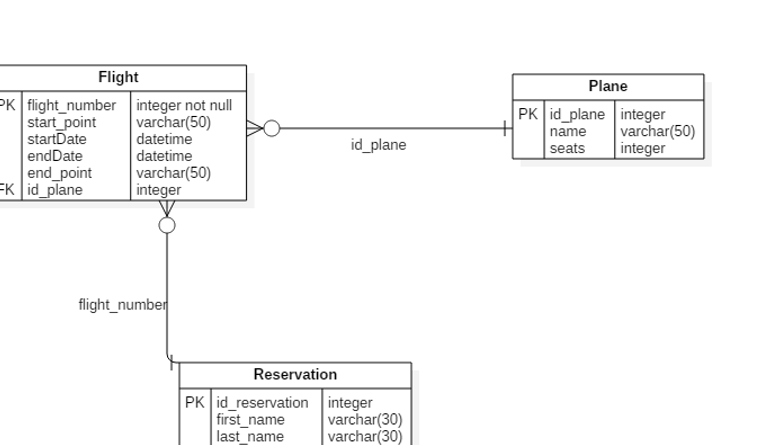 Flight
PK flight_number integer not null
start_point varchar(50)
startDate datetime
endDate datetime
end_point varchar(50)
FK id_plane integer
id_plane
Plane
PK id_plane integer
name varchar(50)
seats integer
flight_number
Reservation
PK id_reservation integer
first_name varchar(30)
last_name varchar(30)